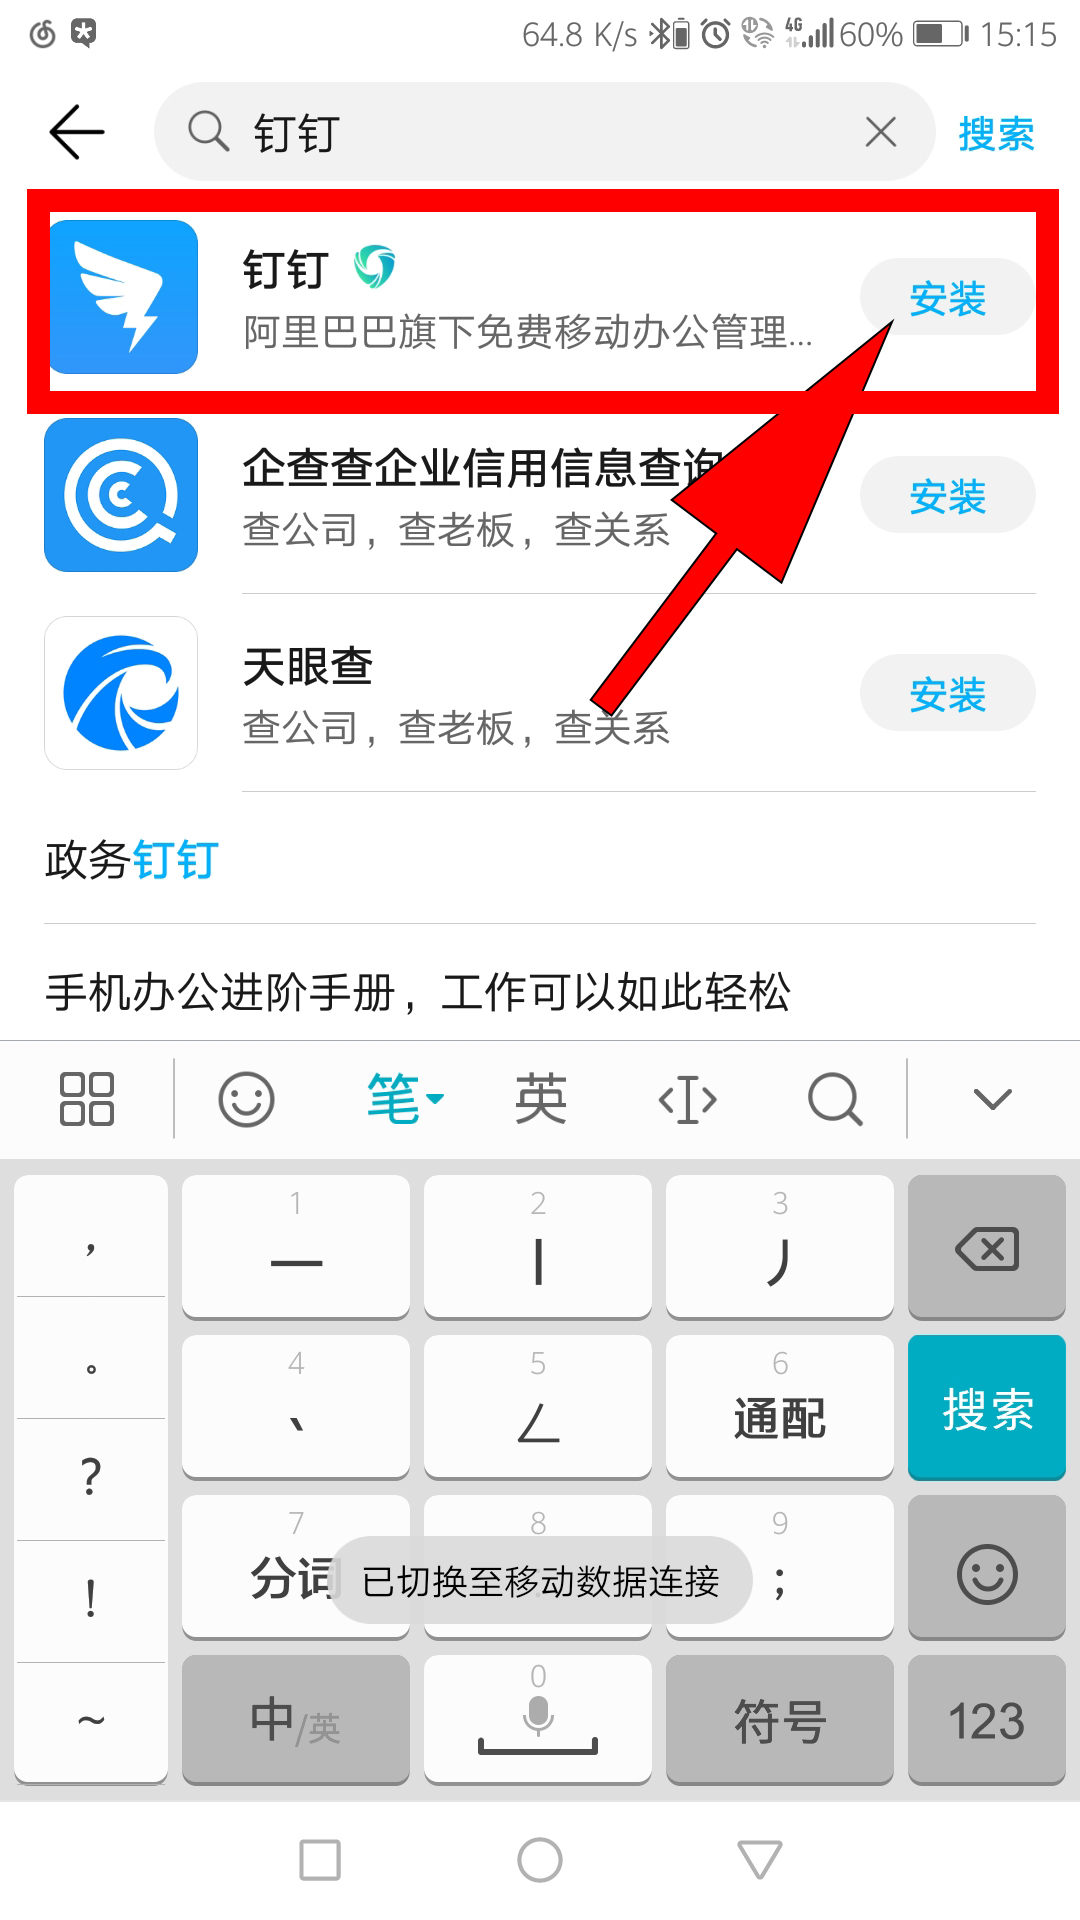 64.8 K/s 4G 60% 15:15
钉钉 搜索
钉钉
阿里巴巴旗下免费移动办公管理...
安装
企查查企业信用信息查询
查公司，查老板，查关系
安装
天眼查
查公司，查老板，查关系
安装
政务钉钉
手机办公进阶手册，工作可以如此轻松
笔 英
， 1 一 2 丨 3 丿
。 4 丶 5 ㄥ 6 通配 搜索
？ 7 分词 8 9 ；
！ 已切换至移动数据连接
~ 中/英 0 符号 123